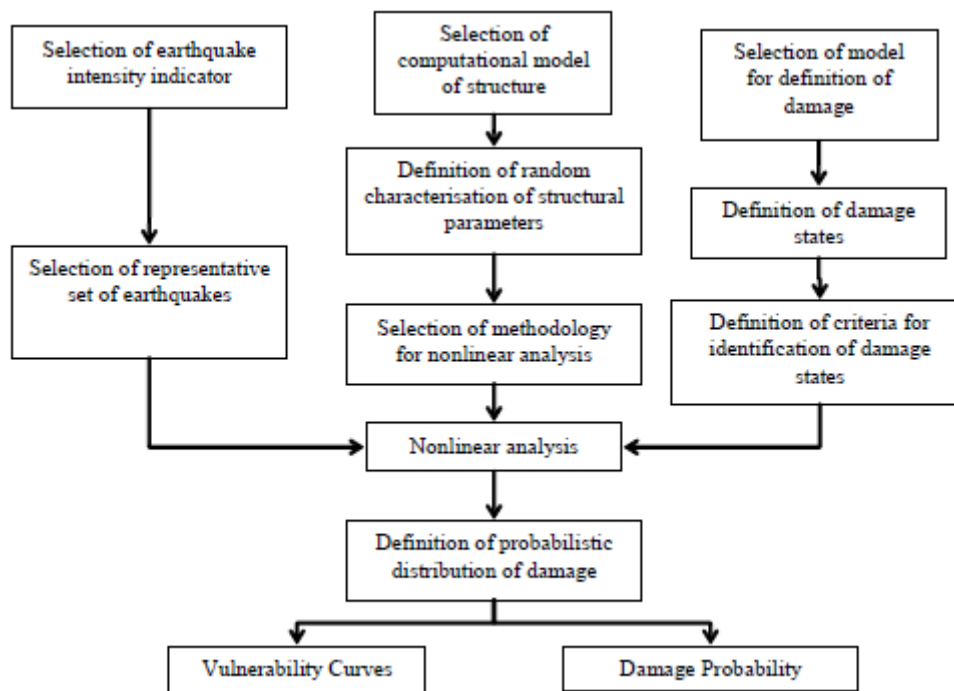 Selection of earthquake
intensity indicator
Selection of
computational model
of structure
Selection of model
for definition of
damage
Definition of random
characterisation of structural
parameters
Definition of damage
states
Selection of representative
set of earthquakes
Selection of methodology
for nonlinear analysis
Definition of criteria for
identification of damage
states
Nonlinear analysis
Definition of probabilistic
distribution of damage
Vulnerability Curves
Damage Probability